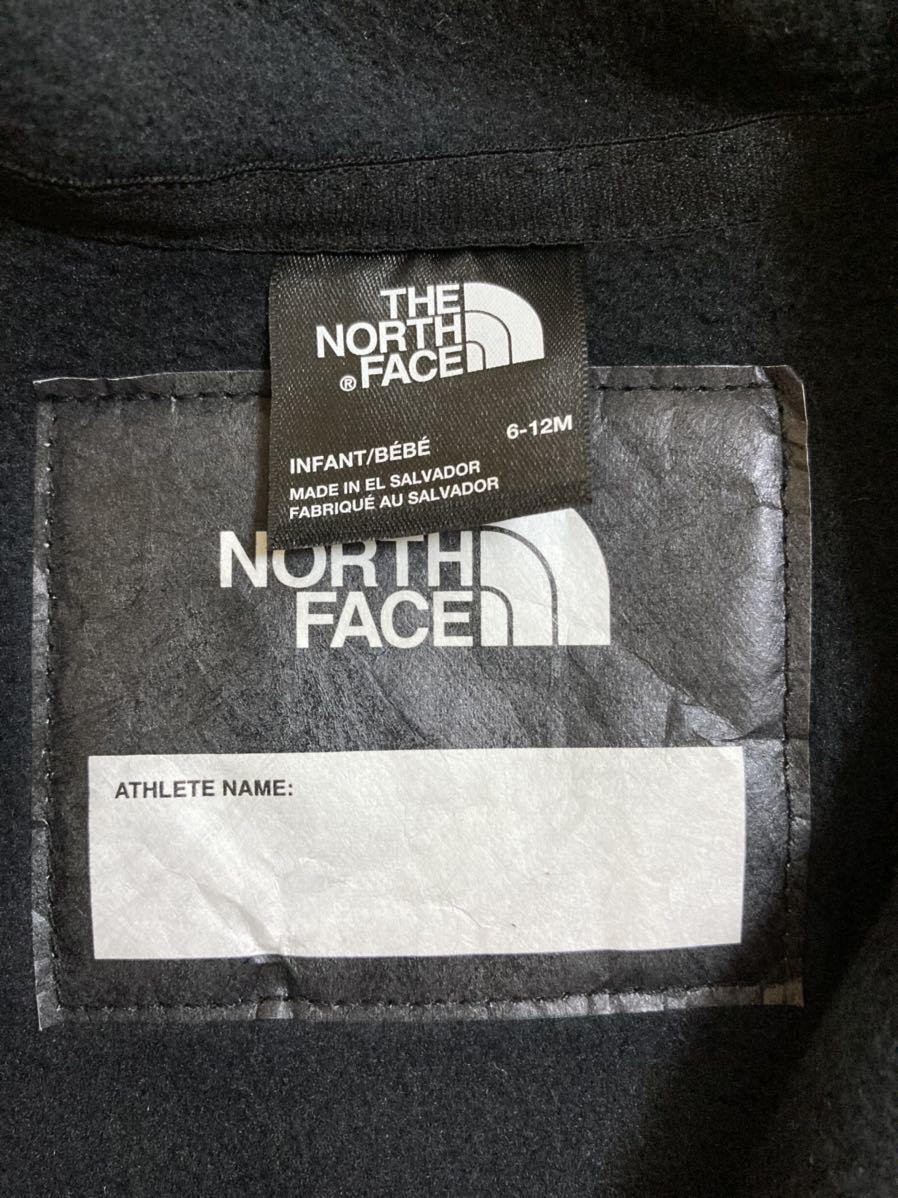 THE
NORTH
® FACE
6-12M
INFANT/BÉBÉ
MADE IN EL SALVADOR
FABRIQUÉ AU SALVADOR
NORTH
FACE
ATHLETE NAME: